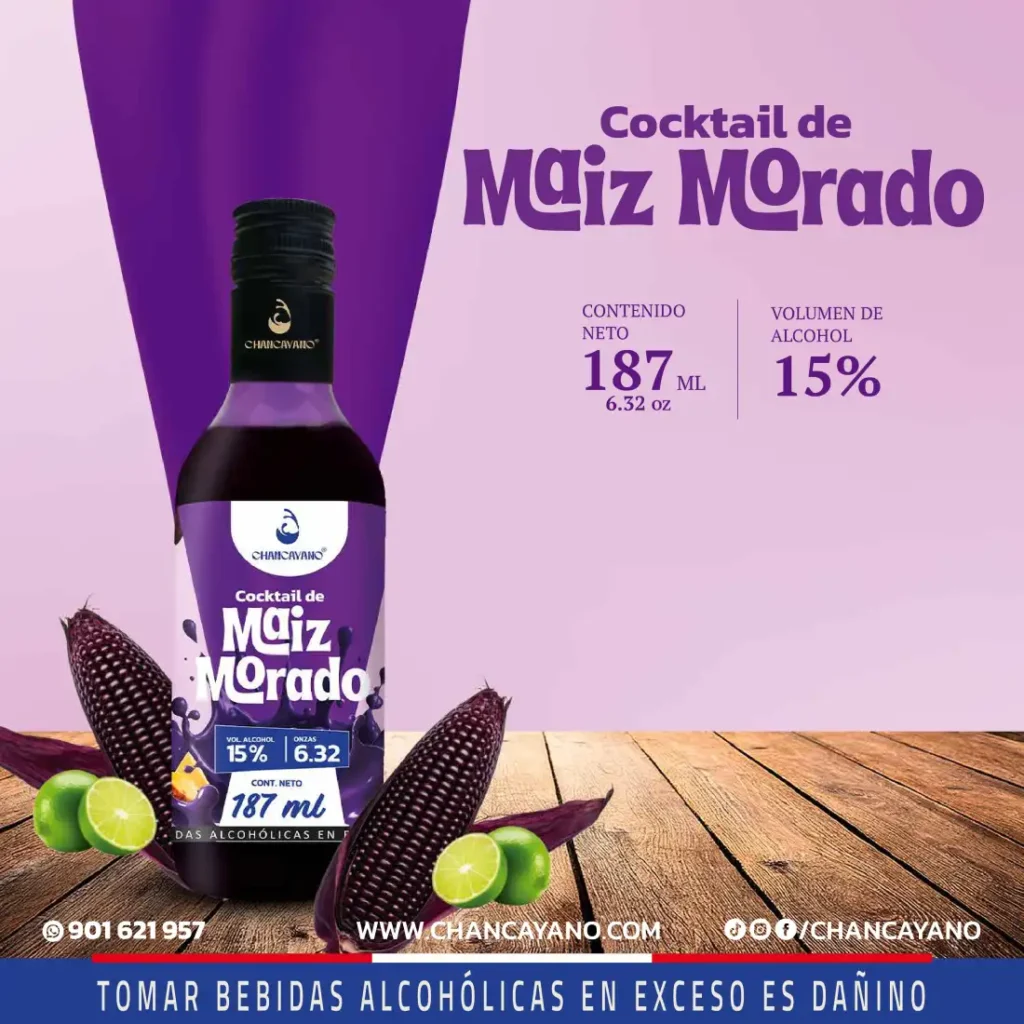 Cocktail de
Maiz Morado
CONTENIDO
NETO
187 ML
6.32 oz
VOLUMEN DE
ALCOHOL
15%
CHANCAYANO®
CHANCAYANO®
Cocktail de
Maiz
Morado
VOL. ALCOHOL
15%
ONZAS
6.32
CONT. NETO
187 ml
DAS ALCOHÓLICAS EN
901 621 957
WWW.CHANCAYANO.COM
/CHANCAYANO
TOMAR BEBIDAS ALCOHÓLICAS EN EXCESO ES DAÑINO